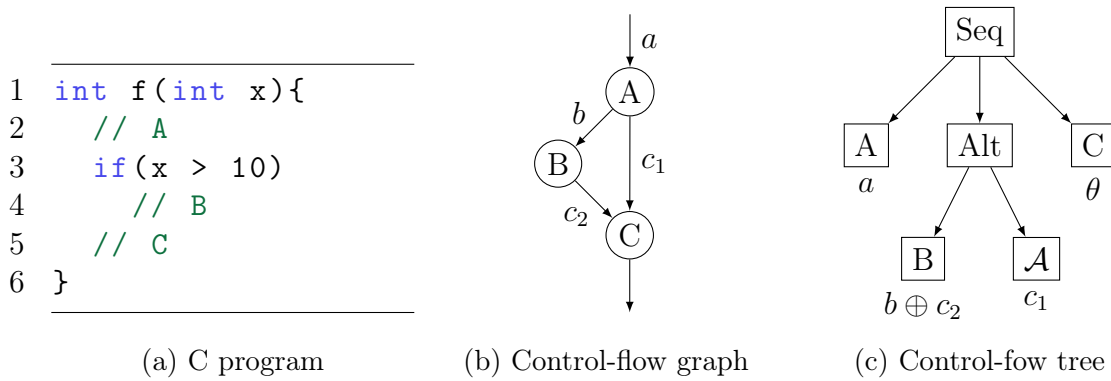 1 int f(int x){
2 // A
3 if(x > 10)
4 // B
5 // C
6 }
(a) C program
a
A
b
B
c₁
c₂
C
(b) Control-flow graph
Seq
A
Alt
C
a
θ
B
𝒜
b ⊕ c₂
c₁
(c) Control-fow tree